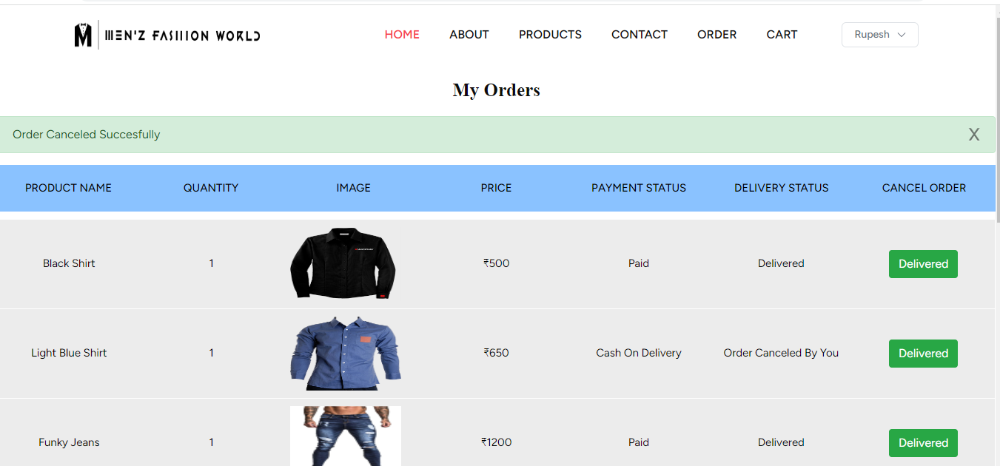 MEN'Z FASHION WORLD
HOME ABOUT PRODUCTS CONTACT ORDER CART Rupesh
My Orders
Order Canceled Succesfully X
PRODUCT NAME QUANTITY IMAGE PRICE PAYMENT STATUS DELIVERY STATUS CANCEL ORDER
Black Shirt 1 ₹500 Paid Delivered Delivered
Light Blue Shirt 1 ₹650 Cash On Delivery Order Canceled By You Delivered
Funky Jeans 1 ₹1200 Paid Delivered Delivered